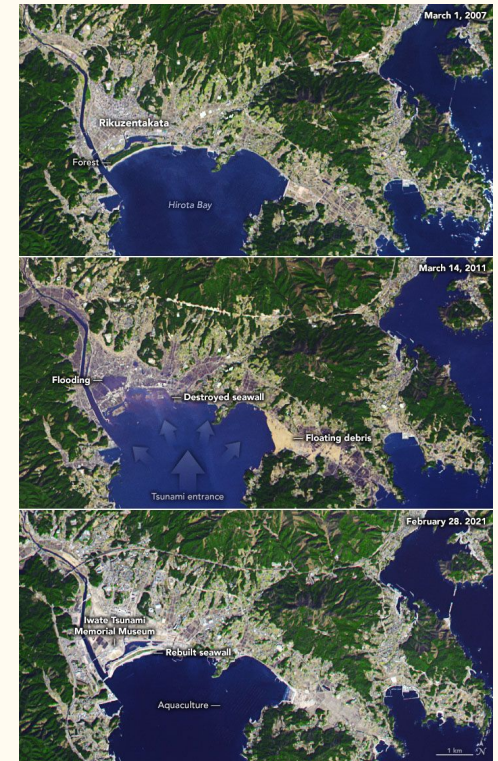 March 1, 2007
Rikuzentakata
Forest
Hirota Bay
March 14, 2011
Flooding
Destroyed seawall
Floating debris
Tsunami entrance
February 28. 2021
Iwate Tsunami
Memorial Museum
Rebuilt seawall
Aquaculture
1 km
N